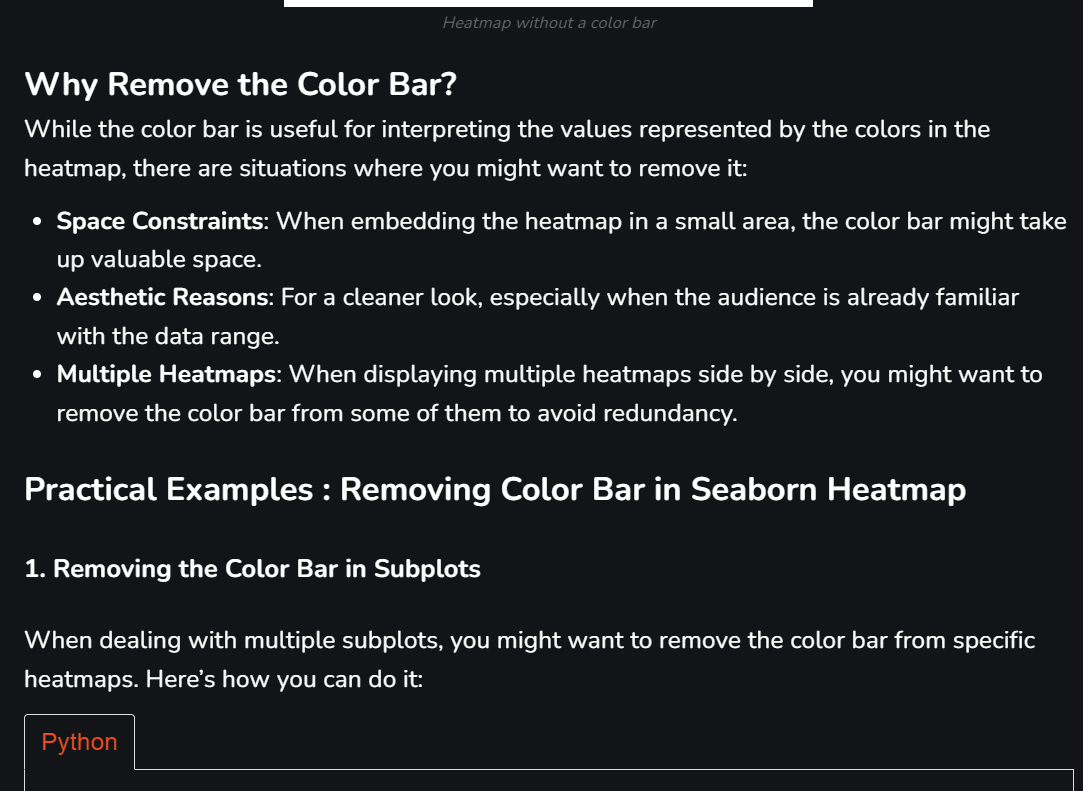 Heatmap without a color bar
Why Remove the Color Bar?
While the color bar is useful for interpreting the values represented by the colors in the
heatmap, there are situations where you might want to remove it:
• Space Constraints: When embedding the heatmap in a small area, the color bar might take
up valuable space.
• Aesthetic Reasons: For a cleaner look, especially when the audience is already familiar
with the data range.
• Multiple Heatmaps: When displaying multiple heatmaps side by side, you might want to
remove the color bar from some of them to avoid redundancy.
Practical Examples : Removing Color Bar in Seaborn Heatmap
1. Removing the Color Bar in Subplots
When dealing with multiple subplots, you might want to remove the color bar from specific
heatmaps. Here’s how you can do it:
Python